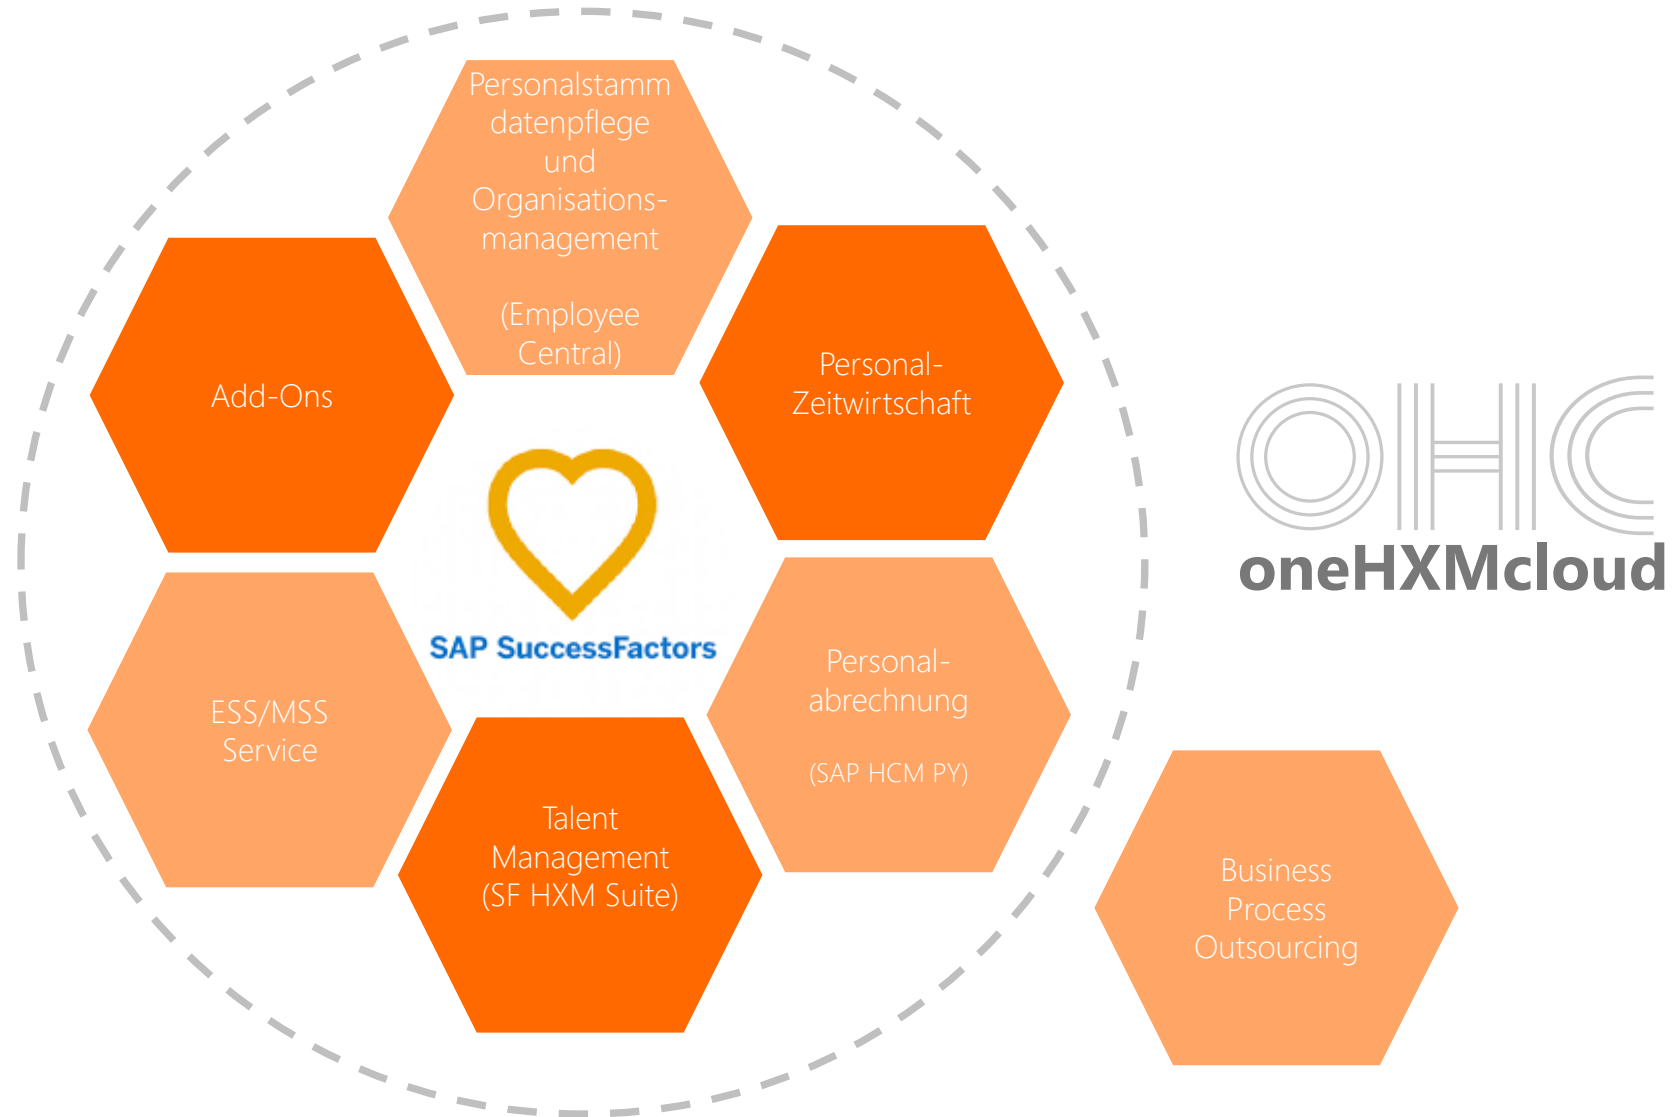 Personalstamm
datenpflege
und
Organisations-
management
(Employee
Central)
Add-Ons
Personal-
Zeitwirtschaft
SAP SuccessFactors
OHC
oneHXMcloud
ESS/MSS
Service
Personal-
abrechnung
(SAP HCM PY)
Talent
Management
(SF HXM Suite)
Business
Process
Outsourcing